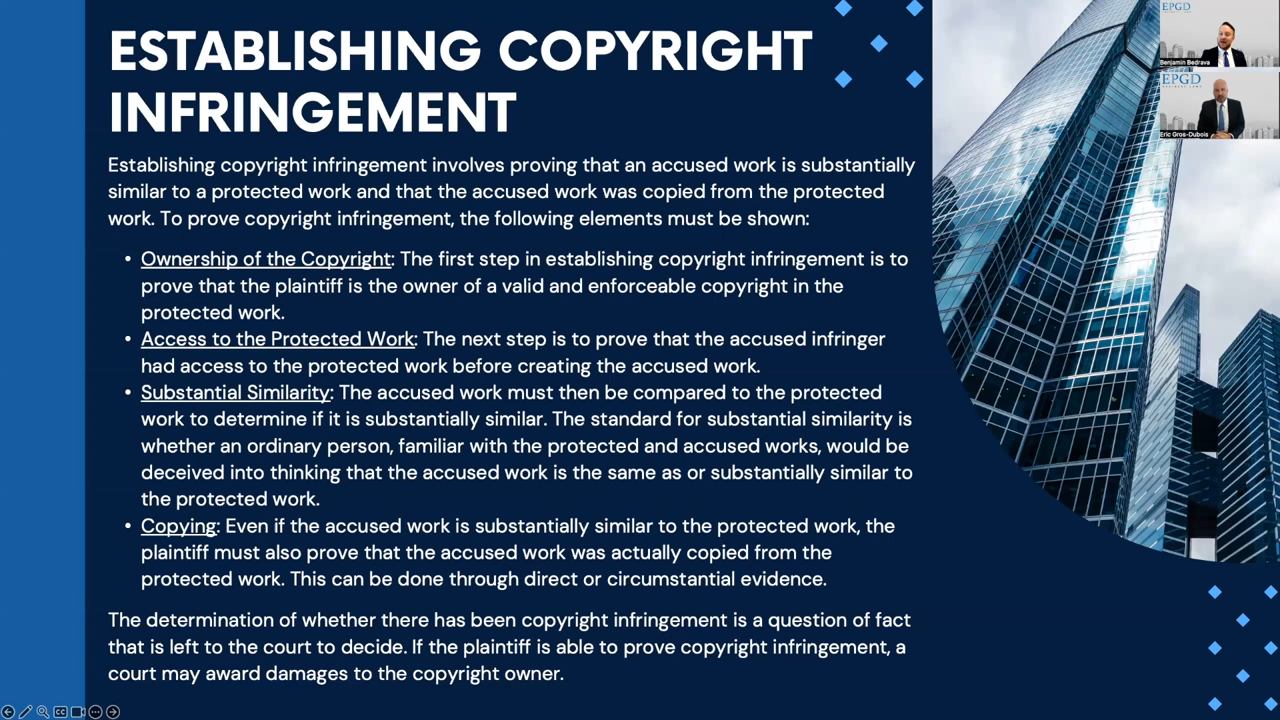 ESTABLISHING COPYRIGHT
INFRINGEMENT
Establishing copyright infringement involves proving that an accused work is substantially
similar to a protected work and that the accused work was copied from the protected
work. To prove copyright infringement, the following elements must be shown:
• Ownership of the Copyright: The first step in establishing copyright infringement is to
prove that the plaintiff is the owner of a valid and enforceable copyright in the
protected work.
• Access to the Protected Work: The next step is to prove that the accused infringer
had access to the protected work before creating the accused work.
• Substantial Similarity: The accused work must then be compared to the protected
work to determine if it is substantially similar. The standard for substantial similarity is
whether an ordinary person, familiar with the protected and accused works, would be
deceived into thinking that the accused work is the same as or substantially similar to
the protected work.
• Copying: Even if the accused work is substantially similar to the protected work, the
plaintiff must also prove that the accused work was actually copied from the
protected work. This can be done through direct or circumstantial evidence.
The determination of whether there has been copyright infringement is a question of fact
that is left to the court to decide. If the plaintiff is able to prove copyright infringement, a
court may award damages to the copyright owner.
EPGD
Benjamin Bedrava
EPGD
Eric Gros-Dubois
CC